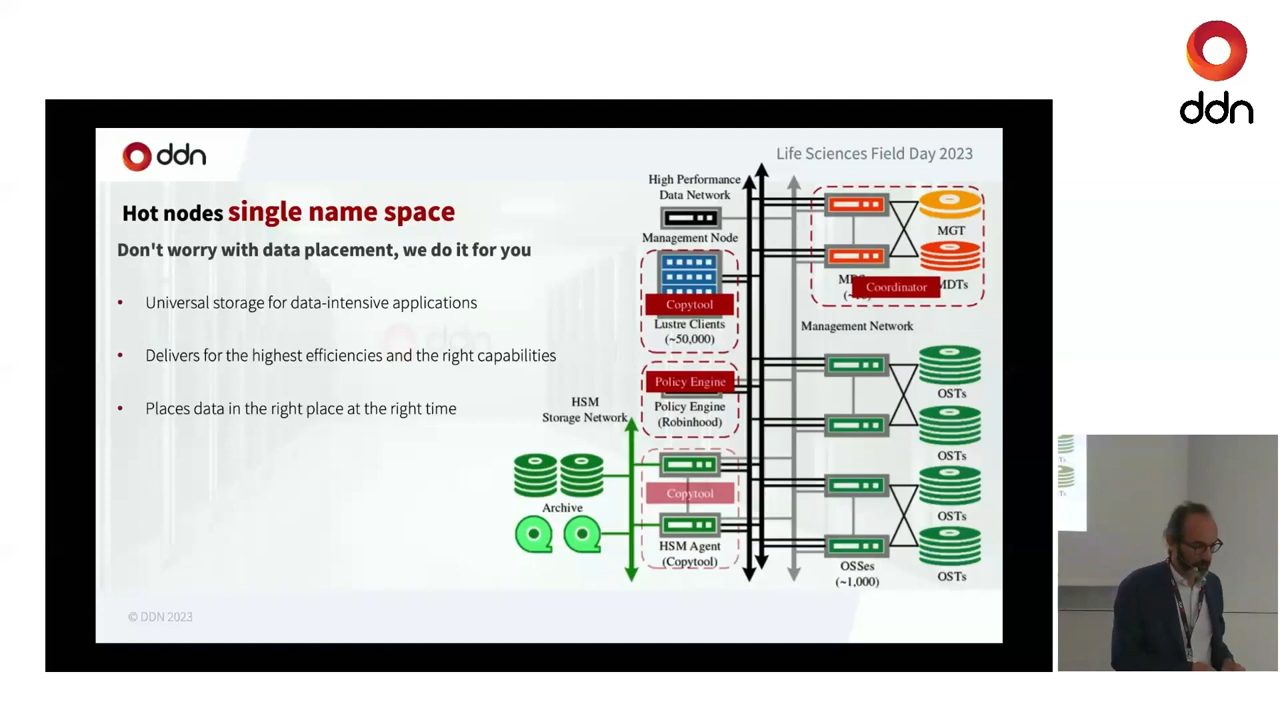 ddn
ddn
Life Sciences Field Day 2023
Hot nodes single name space
Don't worry with data placement, we do it for you
• Universal storage for data-intensive applications
• Delivers for the highest efficiencies and the right capabilities
• Places data in the right place at the right time
High Performance
Data Network
Management Node
Copytool
Lustre Clients
(~50,000)
Policy Engine
Policy Engine
(Robinhood)
HSM
Storage Network
Archive
Copytool
HSM Agent
(Copytool)
MGT
Coordinator
MDTs
Management Network
OSTs
OSTs
OSTs
OSTs
OSSes
(~1,000)
© DDN 2023